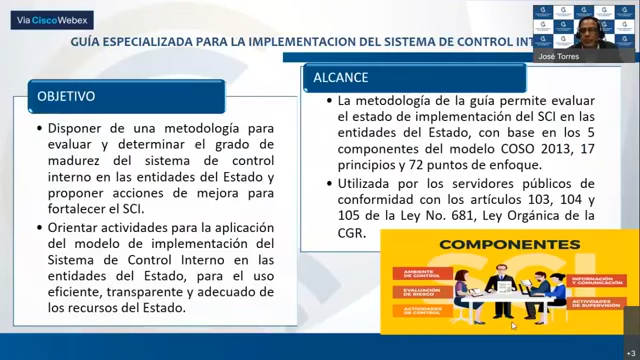 Vía CiscoWebex
GUÍA ESPECIALIZADA PARA LA IMPLEMENTACION DEL SISTEMA DE CONTROL INT
José Torres
OBJETIVO
• Disponer de una metodología para
evaluar y determinar el grado de
madurez del sistema de control
interno en las entidades del Estado y
proponer acciones de mejora para
fortalecer el SCI.
• Orientar actividades para la aplicación
del modelo de implementación del
Sistema de Control Interno en las
entidades del Estado, para el uso
eficiente, transparente y adecuado de
los recursos del Estado.
ALCANCE
• La metodología de la guía permite evaluar
el estado de implementación del SCI en las
entidades del Estado, con base en los 5
componentes del modelo COSO 2013, 17
principios y 72 puntos de enfoque.
• Utilizada por los servidores públicos de
conformidad con los artículos 103, 104 y
105 de la Ley No. 681, Ley Orgánica de la
CGR.
COMPONENTES
SCI
AMBIENTE DE
CONTROL
EVALUACIÓN
DE RIESGO
ACTIVIDADES
DE CONTROL
INFORMACIÓN Y
COMUNICACIÓN
ACTIVIDADES
DE SUPERVISIÓN
+3